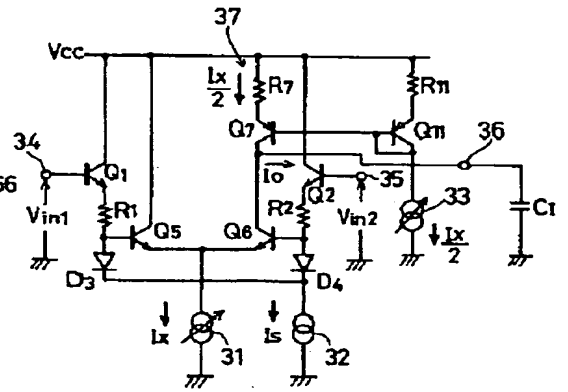 37
Vcc
Ix/2
R7
R11
Q7
Q11
36
34
Q1
Io
35
66
Vin1
R1
Q5
Q6
R2
Q2
Vin2
33
CI
Ix/2
D3
D4
Ix
31
Is
32